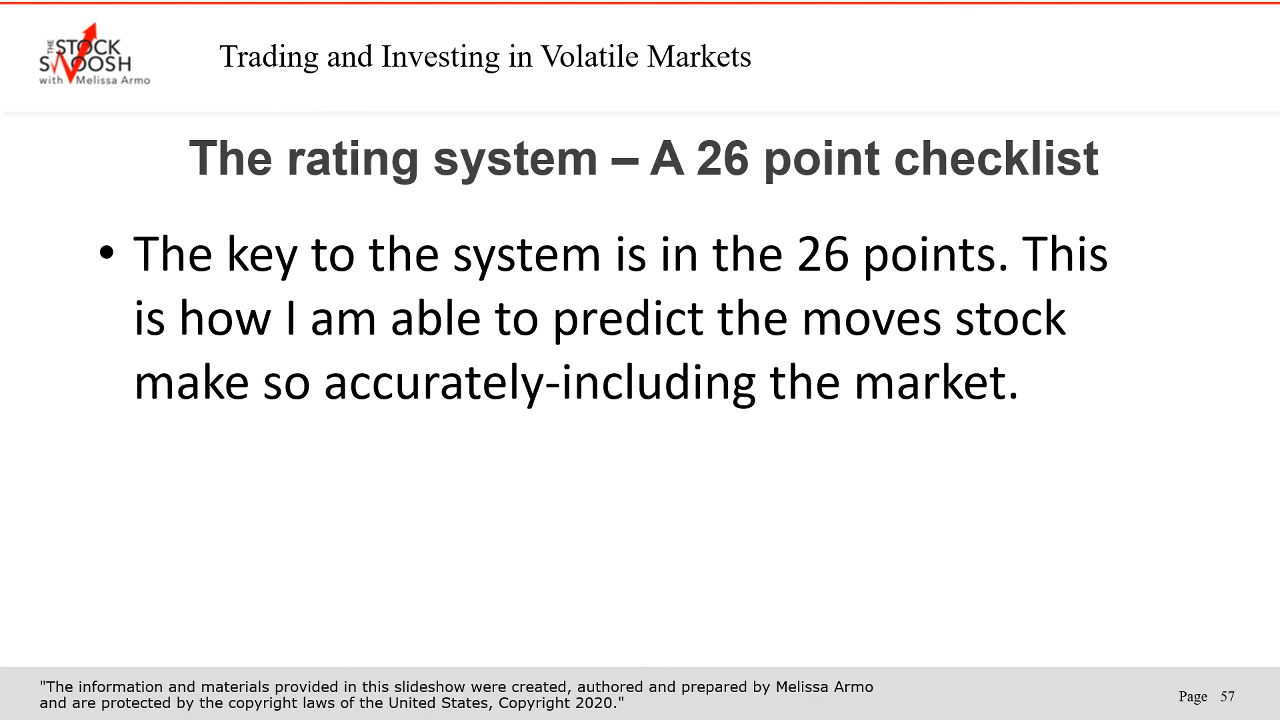 THE STOCK
SWOOSH
with Melissa Armo
Trading and Investing in Volatile Markets
The rating system – A 26 point checklist
• The key to the system is in the 26 points. This
is how I am able to predict the moves stock
make so accurately-including the market.
"The information and materials provided in this slideshow were created, authored and prepared by Melissa Armo
and are protected by the copyright laws of the United States, Copyright 2020."
Page 57